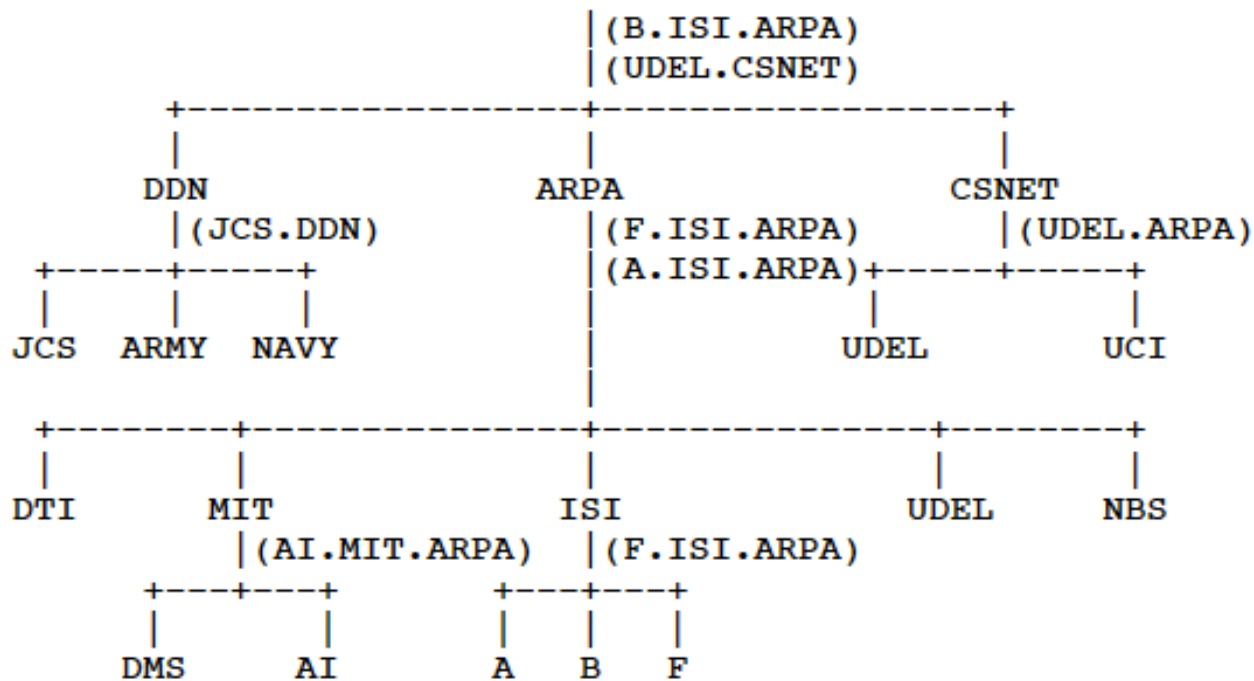 |(B.ISI.ARPA)
|(UDEL.CSNET)
+------------------+------------------+
| | |
DDN ARPA CSNET
|(JCS.DDN) |(F.ISI.ARPA) |(UDEL.ARPA)
+-----+-----+ |(A.ISI.ARPA)+-----+-----+
| | | | | |
JCS ARMY NAVY | UDEL UCI
|
+--------+---------------+---------------+--------+
| | | | |
DTI MIT ISI UDEL NBS
|(AI.MIT.ARPA) |(F.ISI.ARPA)
+---+---+ +---+---+
| | | | |
DMS AI A B F